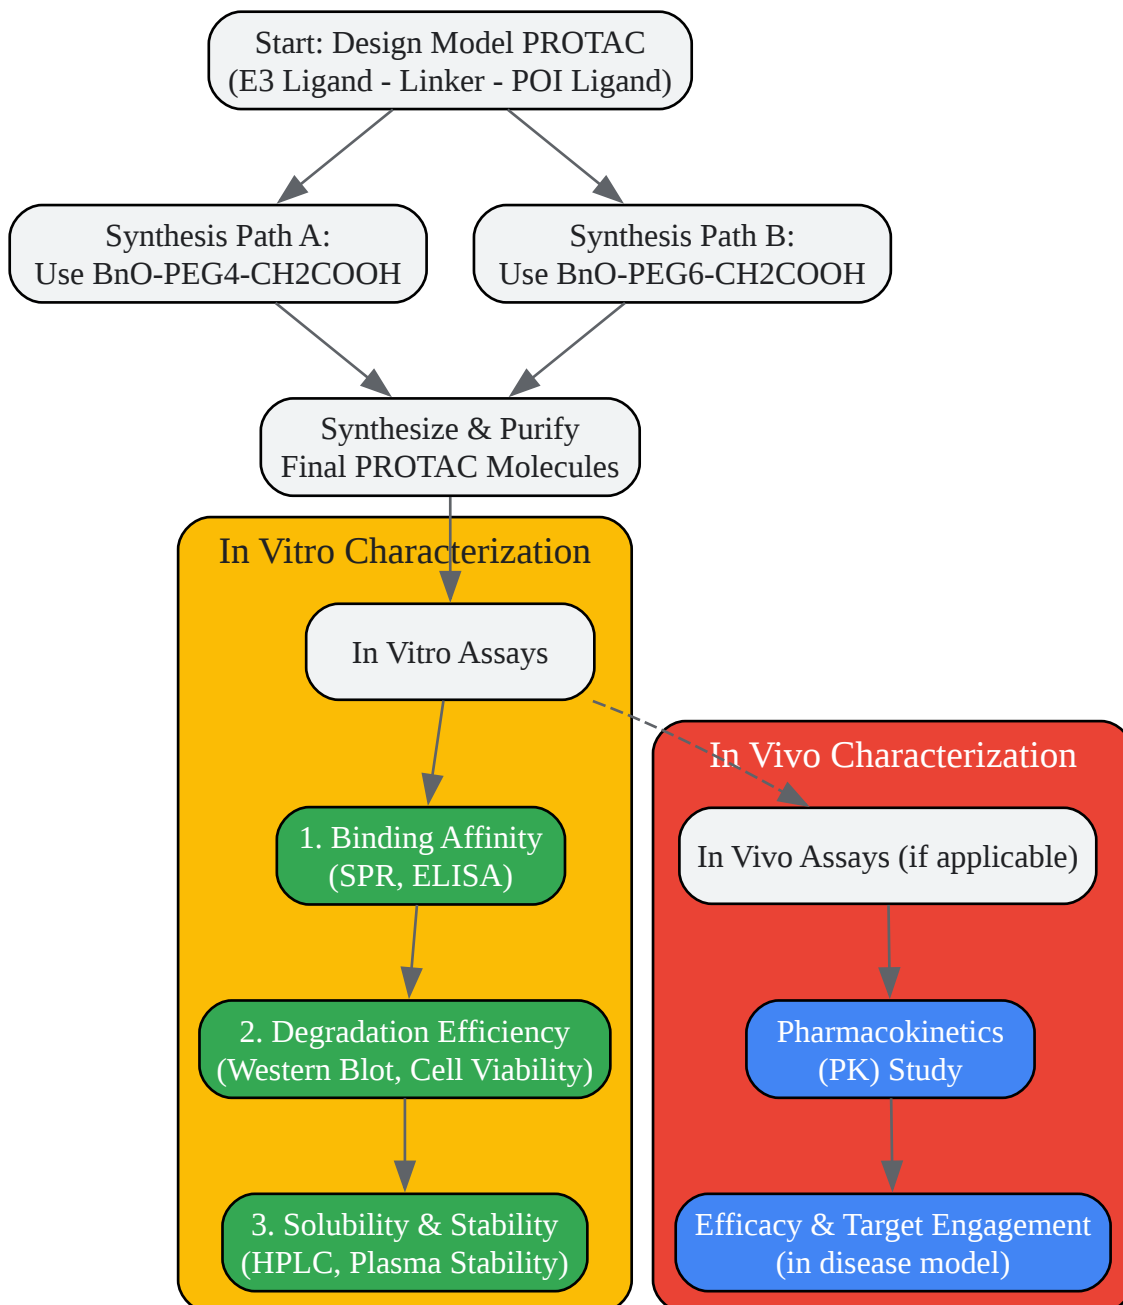 Start: Design Model PROTAC
(E3 Ligand - Linker - POI Ligand)
Synthesis Path A:
Use BnO-PEG4-CH2COOH
Synthesis Path B:
Use BnO-PEG6-CH2COOH
Synthesize & Purify
Final PROTAC Molecules
In Vitro Characterization
In Vitro Assays
1. Binding Affinity
(SPR, ELISA)
2. Degradation Efficiency
(Western Blot, Cell Viability)
3. Solubility & Stability
(HPLC, Plasma Stability)
In Vivo Characterization
In Vivo Assays (if applicable)
Pharmacokinetics
(PK) Study
Efficacy & Target Engagement
(in disease model)